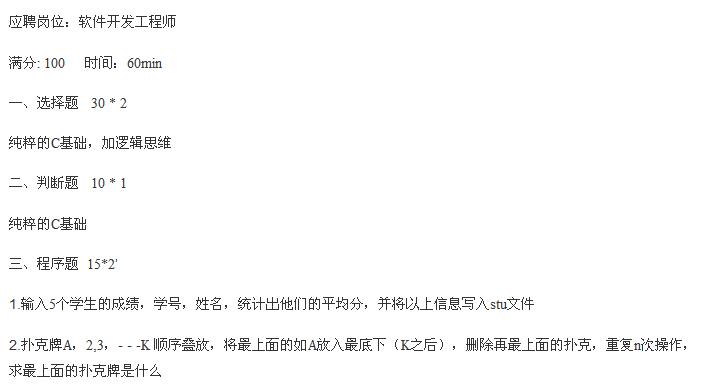 应聘岗位：软件开发工程师
满分: 100 时间：60min
一、选择题 30 * 2
纯粹的C基础，加逻辑思维
二、判断题 10 * 1
纯粹的C基础
三、程序题 15*2'
1.输入5个学生的成绩，学号，姓名，统计出他们的平均分，并将以上信息写入stu文件
2.扑克牌A，2,3，- - -K 顺序叠放，将最上面的如A放入最底下（K之后），删除再最上面的扑克，重复n次操作，
求最上面的扑克牌是什么